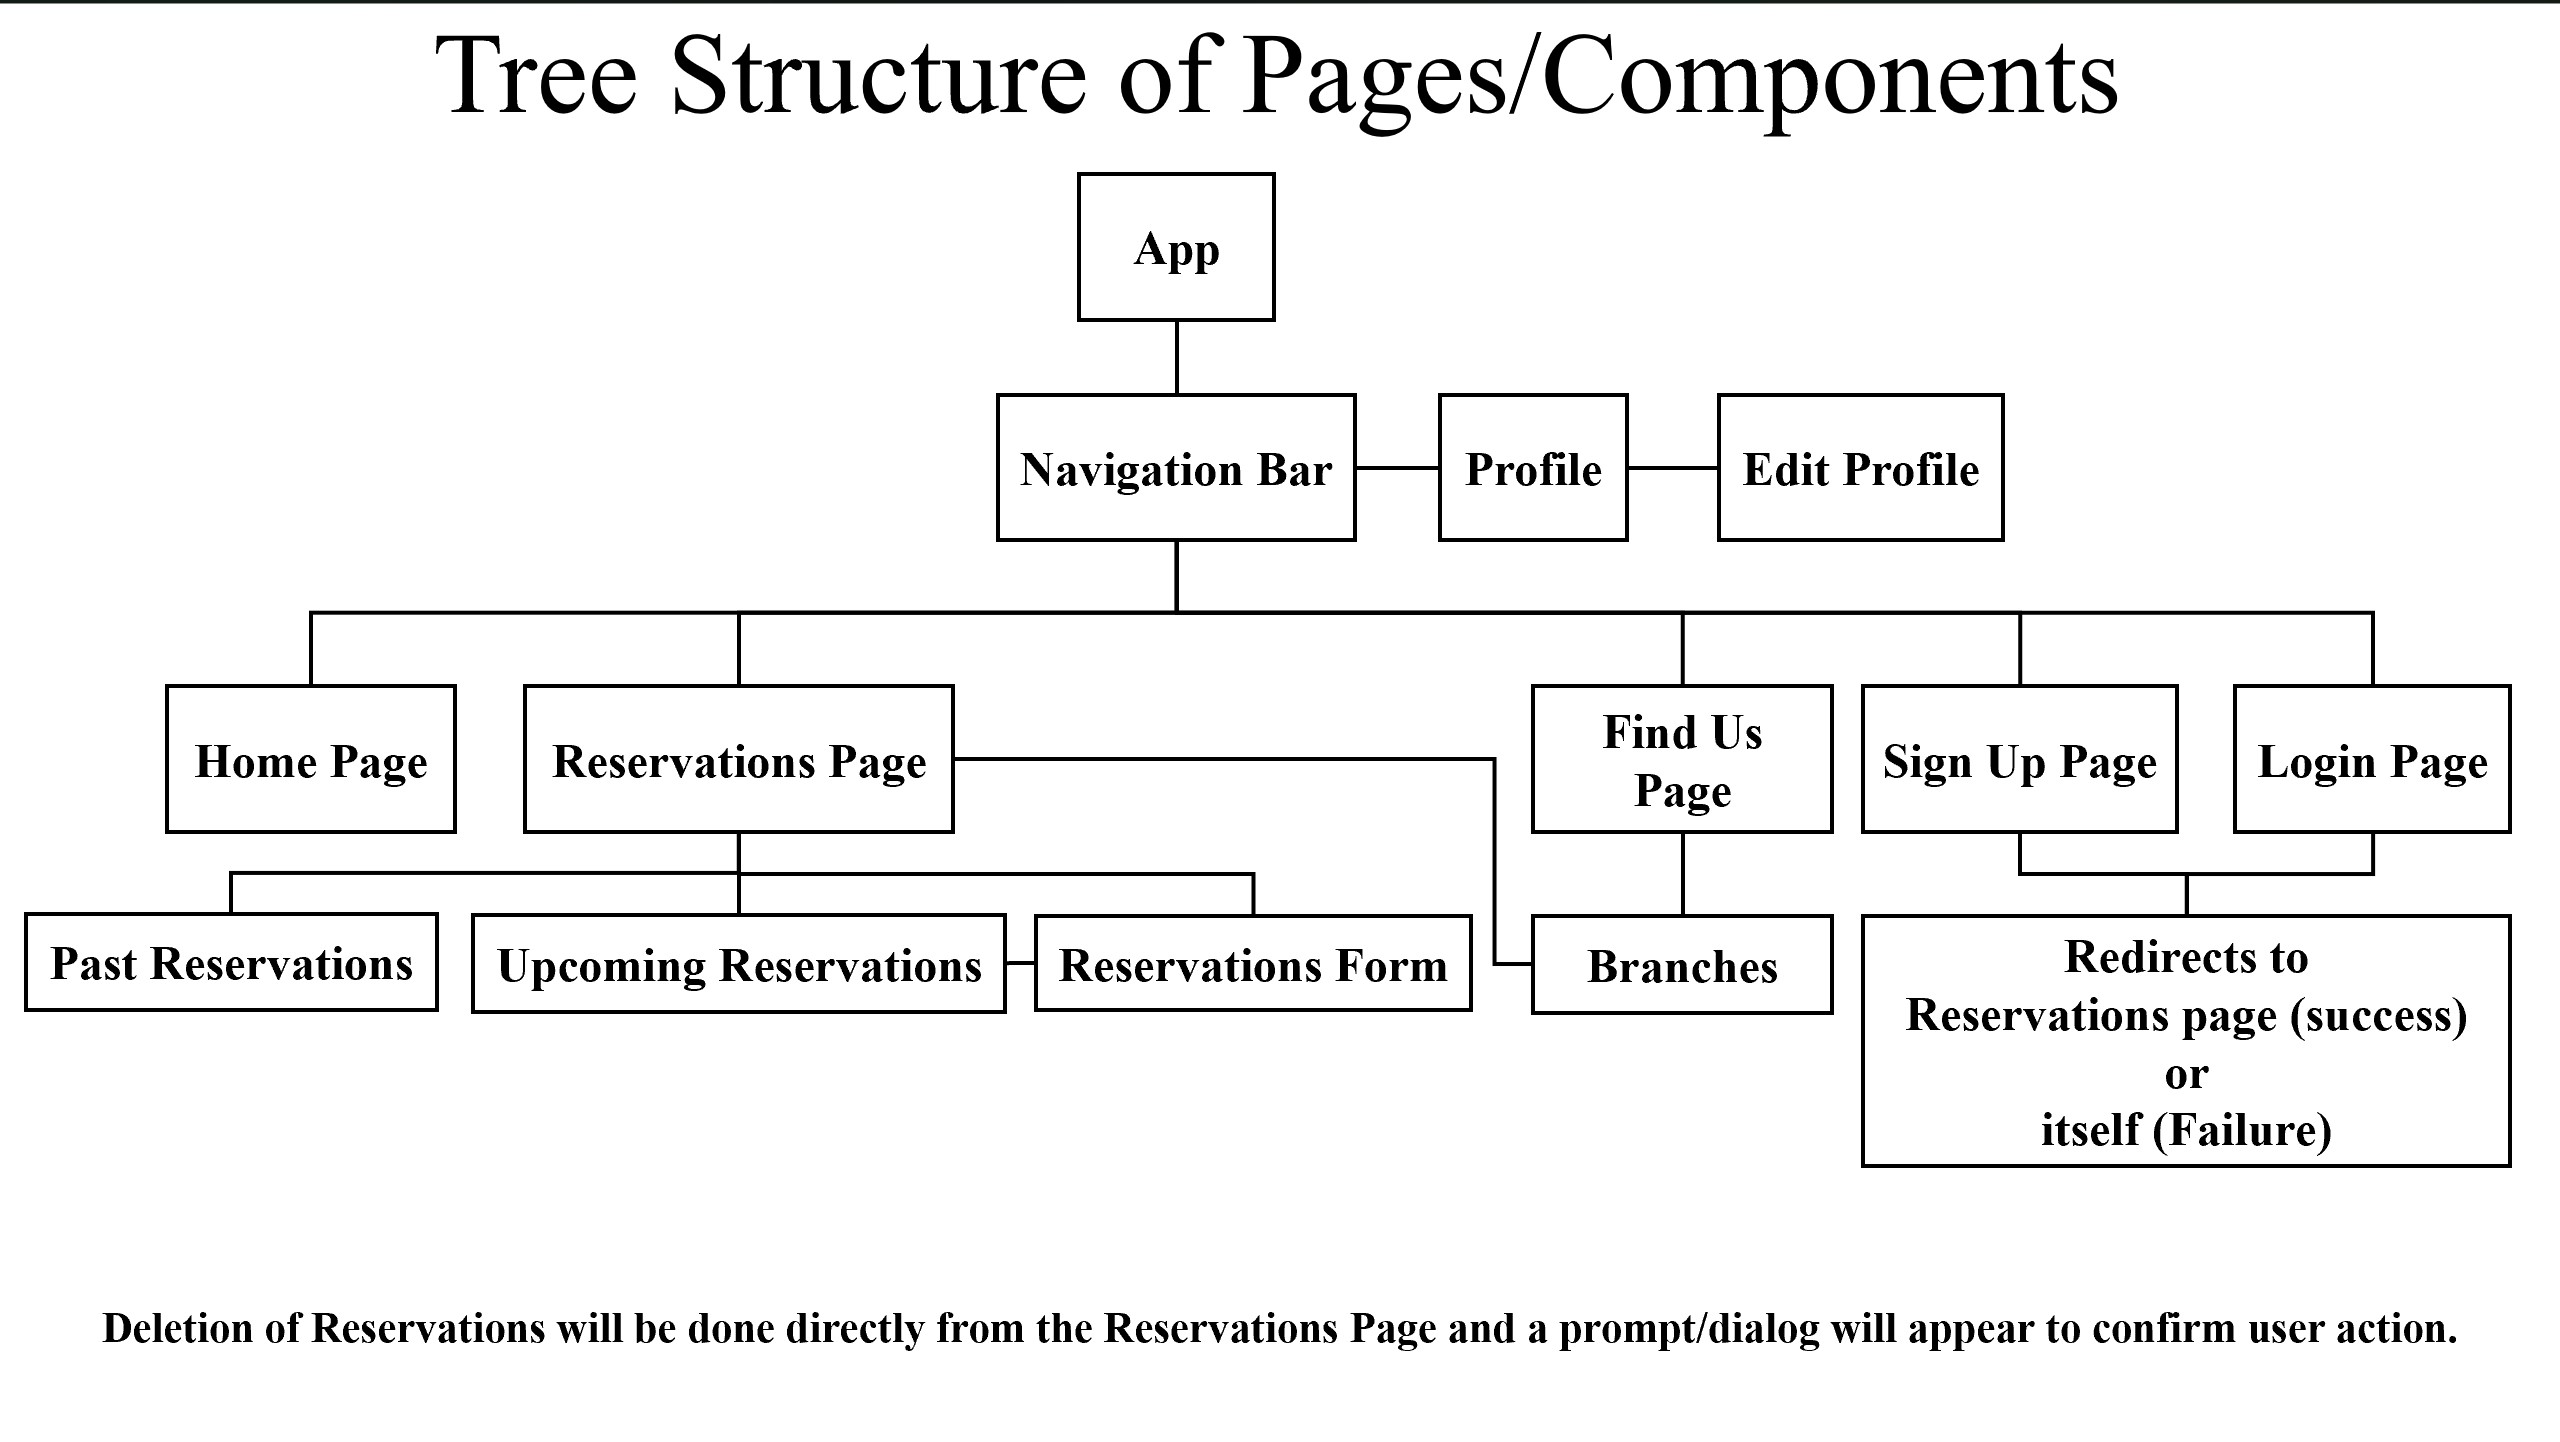 Tree Structure of Pages/Components
App
Navigation Bar
Profile
Edit Profile
Home Page
Reservations Page
Find Us
Page
Sign Up Page
Login Page
Past Reservations
Upcoming Reservations
Reservations Form
Branches
Redirects to
Reservations page (success)
or
itself (Failure)
Deletion of Reservations will be done directly from the Reservations Page and a prompt/dialog will appear to confirm user action.